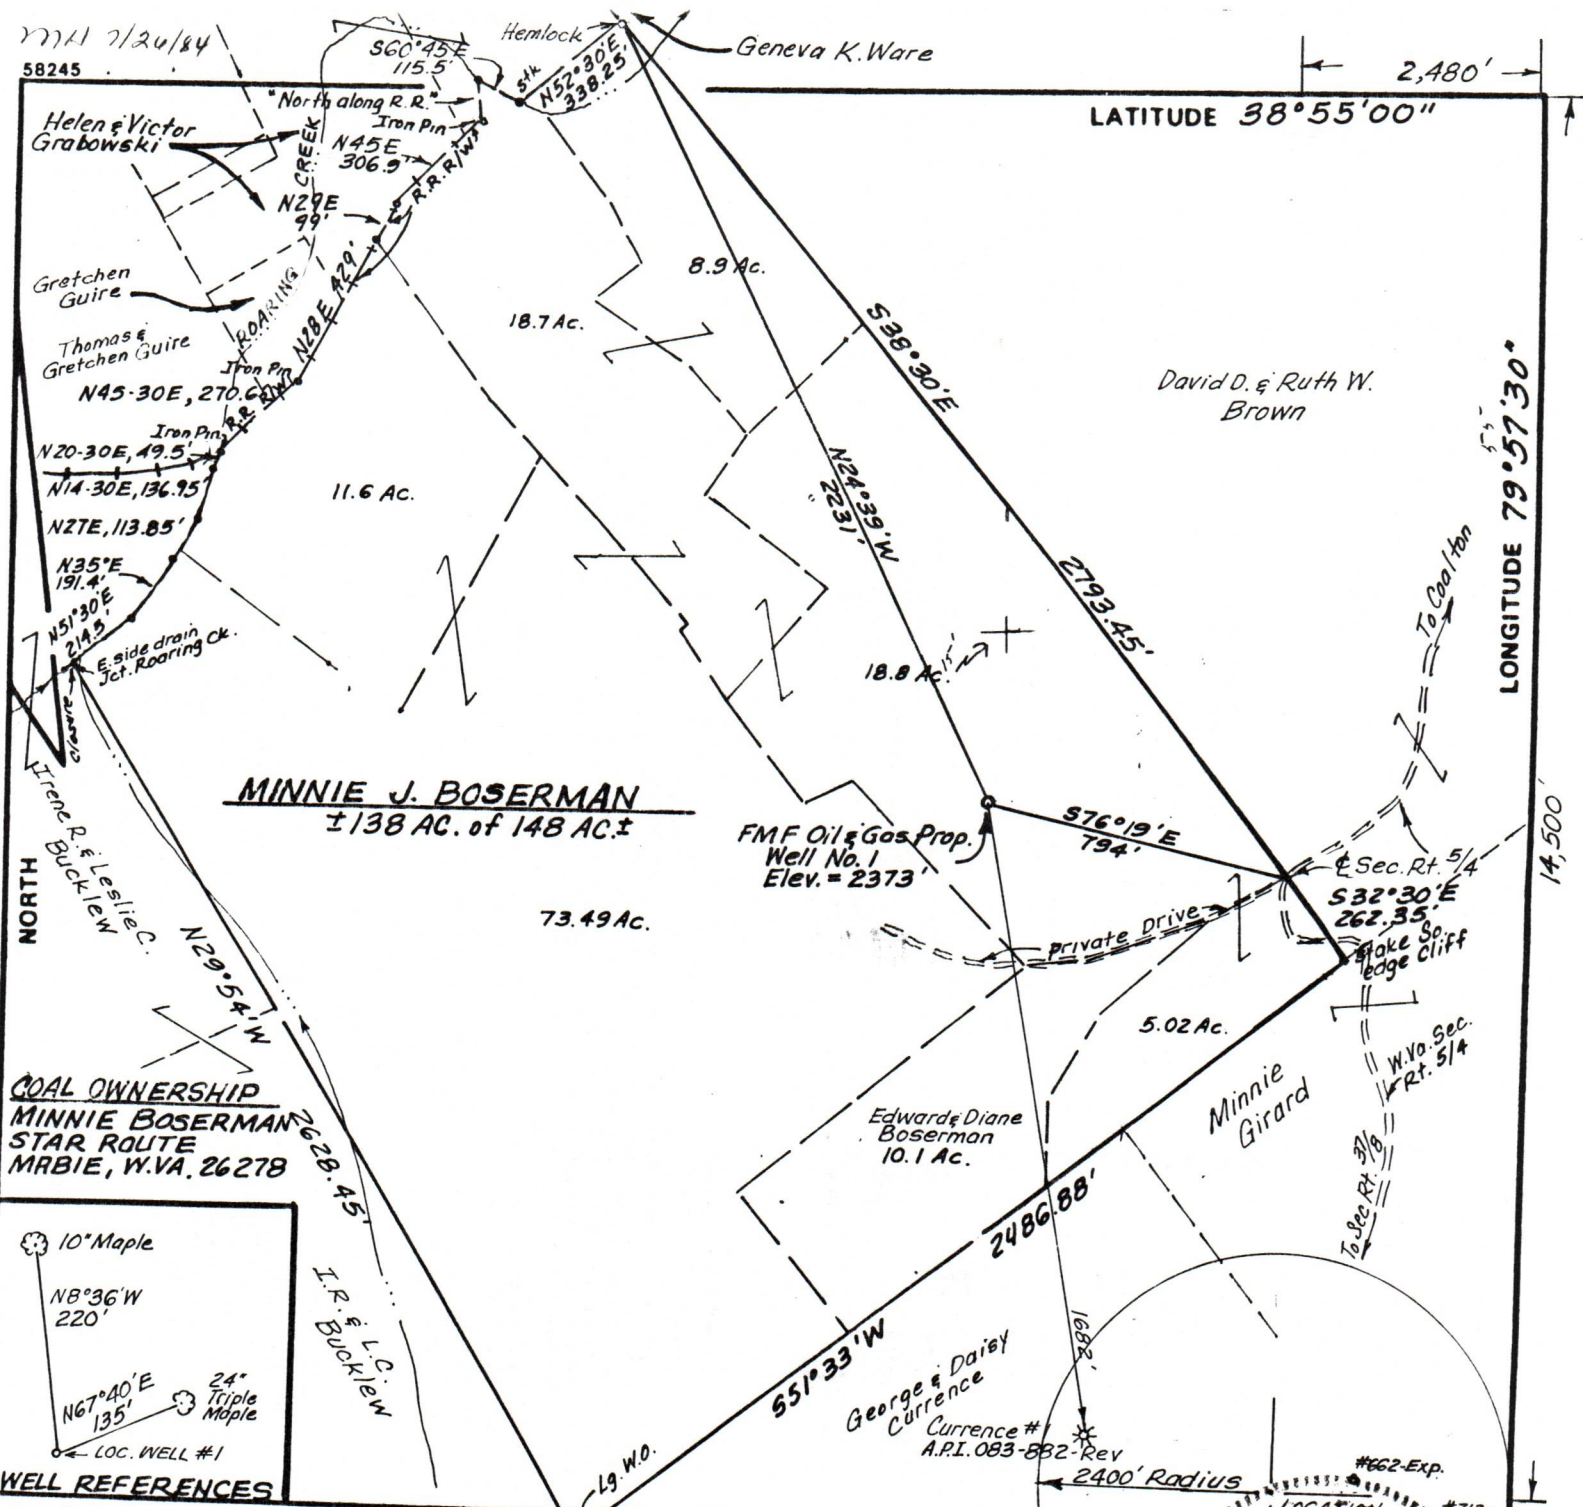 MH 7/26/84
58245
S60°45'E
115.5'
Hemlock
Stk
N52°30'E
338.25'
Geneva K. Ware
2,480'
LATITUDE 38°55'00"
"North along R.R."
Iron Pin
Helen & Victor
Grabowski
CREEK
N45E
306.9'
R.R. R/W
N29E
99'
Gretchen
Guire
ROARING
N28E 429'
Thomas &
Gretchen Guire
Iron Pin
N45-30E, 270.6
R.R. R/W
Iron Pin
N20-30E, 49.5'
N14-30E, 136.95'
N27E, 113.85'
N35°E
191.4'
N51°30'E
214.5'
E. side drain
Jct. Roaring Ck.
8.9 Ac.
18.7 Ac.
11.6 Ac.
S38°30'E
2793.45'
N24°39'W
2231'
David D. & Ruth W.
Brown
LONGITUDE 79°57'30"
To Coalton
18.8 Ac.
15'
MINNIE J. BOSERMAN
±138 AC. of 148 AC.±
FMF Oil & Gas Prop.
Well No. 1
Elev. = 2373'
S76°19'E
794'
℄ Sec. Rt. 5/4
S32°30'E
262.35'
Stake So.
edge Cliff
14,500'
Irene R. & Leslie C.
Bucklew
NORTH
N29°54'W
2628.45'
73.49 Ac.
Private Drive
5.02 Ac.
W.Va. Sec.
Rt. 5/4
Minnie
Girard
COAL OWNERSHIP
MINNIE BOSERMAN
STAR ROUTE
MABIE, W.VA. 26278
Edward & Diane
Boserman
10.1 Ac.
2486.88'
S51°33'W
To Sec Rt. 37/8
10" Maple
N8°36'W
220'
N67°40'E
135'
24"
Triple
Maple
LOC. WELL #1
WELL REFERENCES
I.R. & L.C.
Bucklew
Lg. W.O.
George & Daisy
Currence
1682'
Currence #1
A.P.I. 083-882-Rev
2400' Radius
#662-Exp.